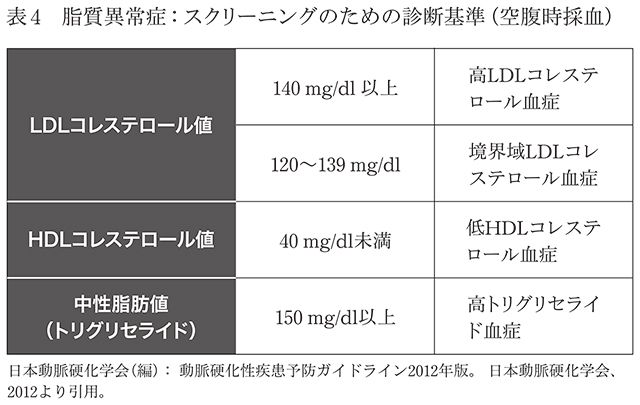 表4　脂質異常症：スクリーニングのための診断基準（空腹時採血）
LDLコレステロール値
140 mg/dl 以上
高LDLコレステ
ロール血症
120〜139 mg/dl
境界域LDLコレ
ステロール血症
HDLコレステロール値
40 mg/dl未満
低HDLコレステ
ロール血症
中性脂肪値
（トリグリセライド）
150 mg/dl以上
高トリグリセライ
ド血症
日本動脈硬化学会（編）： 動脈硬化性疾患予防ガイドライン2012年版。 日本動脈硬化学会、
2012より引用。